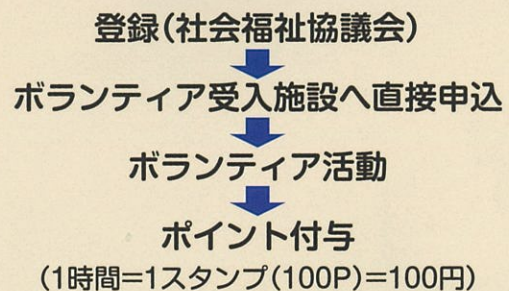 登録(社会福祉協議会)
ボランティア受入施設へ直接申込
ボランティア活動
ポイント付与
(1時間=1スタンプ(100P)=100円)